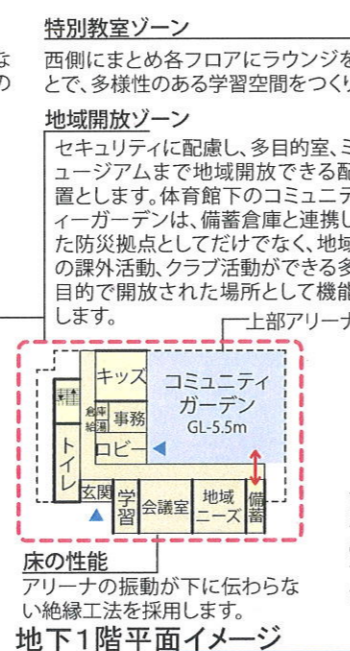 特別教室ゾーン
な
西側にまとめ各フロアにラウンジを
の
とで、多様性のある学習空間をつくり
地域開放ゾーン
セキュリティに配慮し、多目的室、ミ
ュージアムまで地域開放できる配
置とします。体育館下のコミュニテ
ィーガーデンは、備蓄倉庫と連携し
た防災拠点としてだけでなく、地域
の課外活動、クラブ活動ができる多
目的で開放された場所として機能
します。
上部アリーナ
キッズ
コミュニティ
ガーデン
GL-5.5m
倉庫
給湯
事務
ロビー
トイレ
玄関
学習
会議室
地域
ニーズ
備蓄
床の性能
アリーナの振動が下に伝わらな
い絶縁工法を採用します。
地下1階平面イメージ